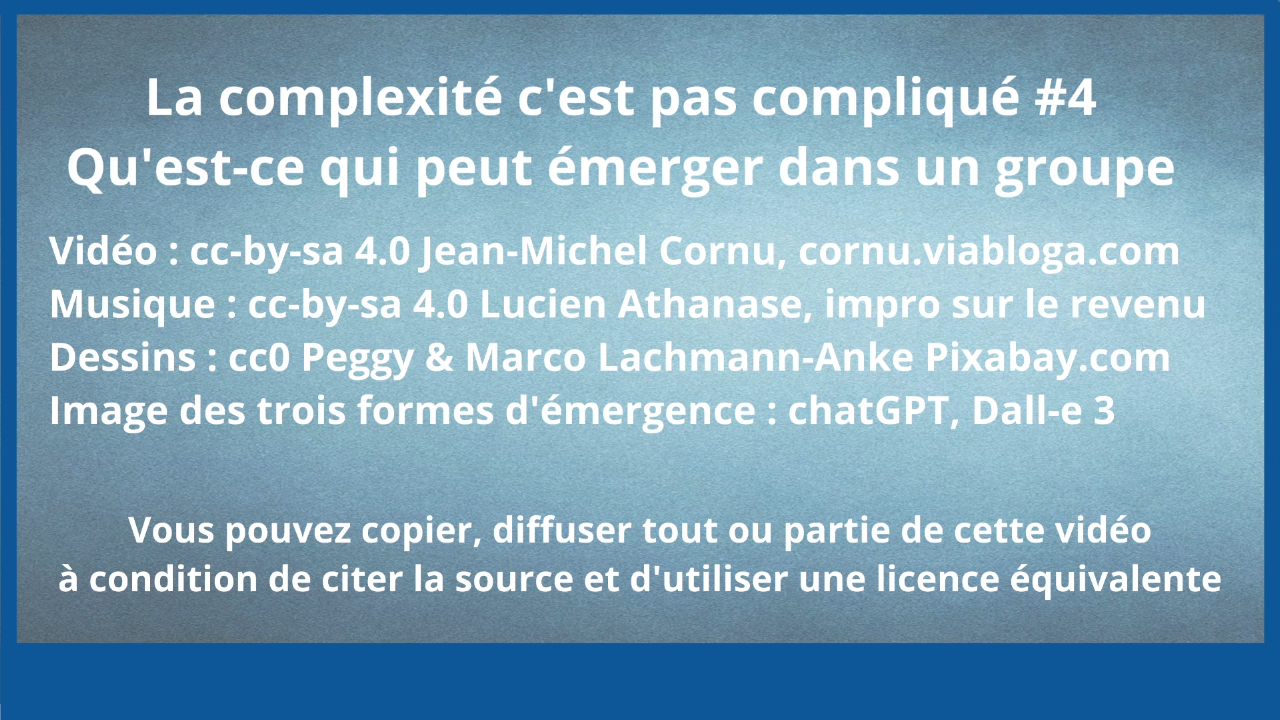 La complexité c'est pas compliqué #4
Qu'est-ce qui peut émerger dans un groupe
Vidéo : cc-by-sa 4.0 Jean-Michel Cornu, cornu.viabloga.com
Musique : cc-by-sa 4.0 Lucien Athanase, impro sur le revenu
Dessins : cc0 Peggy & Marco Lachmann-Anke Pixabay.com
Image des trois formes d'émergence : chatGPT, Dall-e 3
Vous pouvez copier, diffuser tout ou partie de cette vidéo
à condition de citer la source et d'utiliser une licence équivalente